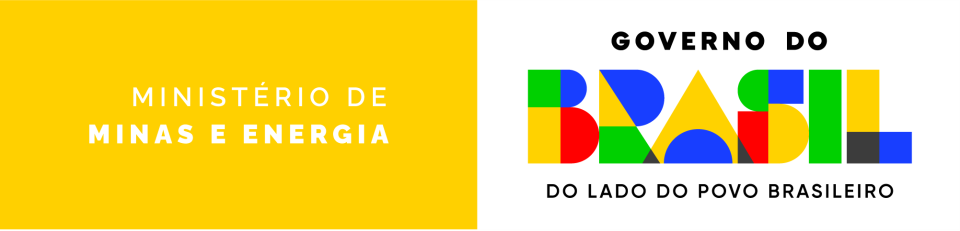 MINISTÉRIO DE
MINAS E ENERGIA
GOVERNO DO
BRASIL
DO LADO DO POVO BRASILEIRO